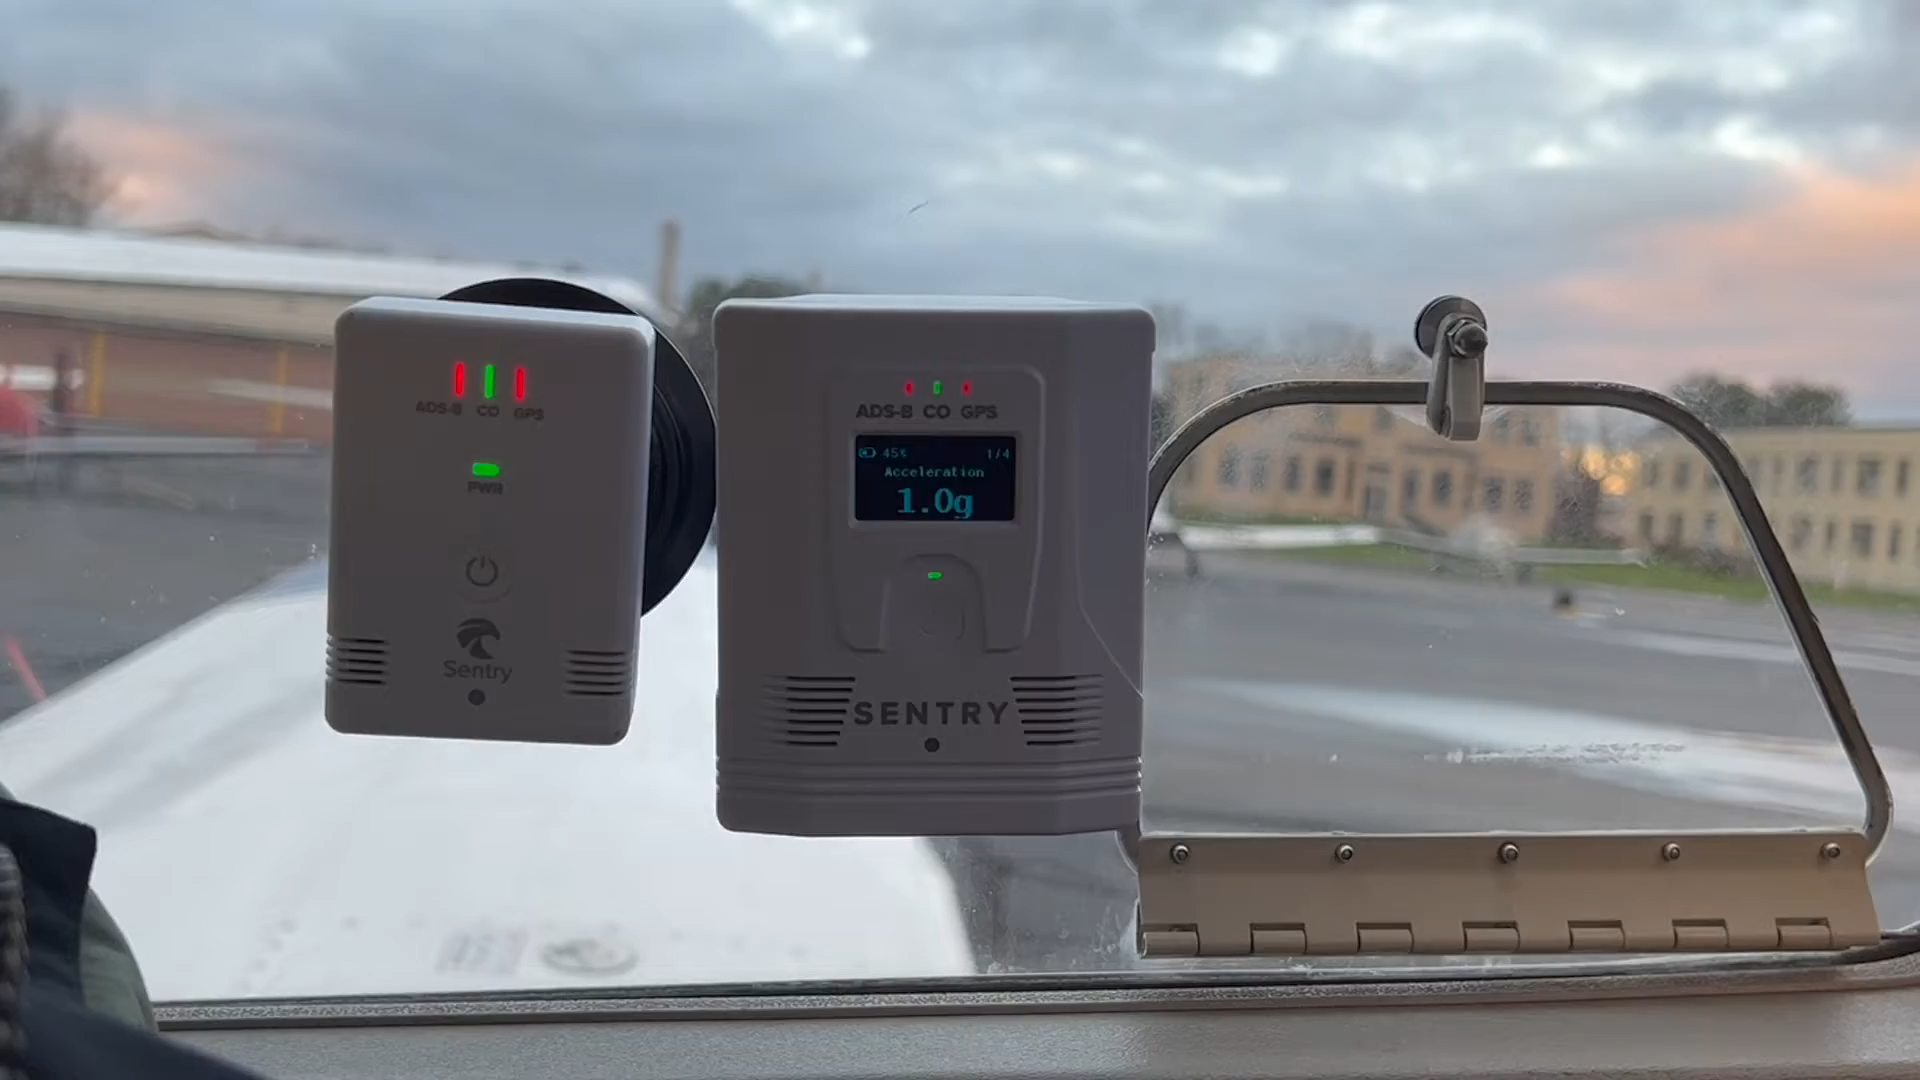 ADS-B CO GPS
PWR
Sentry
ADS-B CO GPS
45% 1/4
Acceleration
1.0g
SENTRY